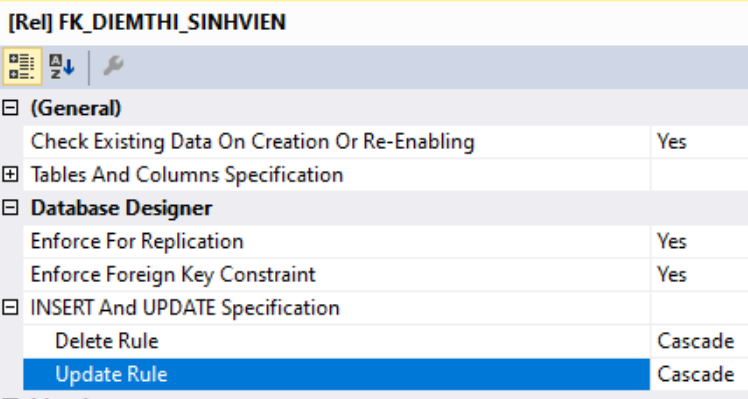 [Rel] FK_DIEMTHI_SINHVIEN
(General)
Check Existing Data On Creation Or Re-Enabling Yes
Tables And Columns Specification
Database Designer
Enforce For Replication Yes
Enforce Foreign Key Constraint Yes
INSERT And UPDATE Specification
Delete Rule Cascade
Update Rule Cascade